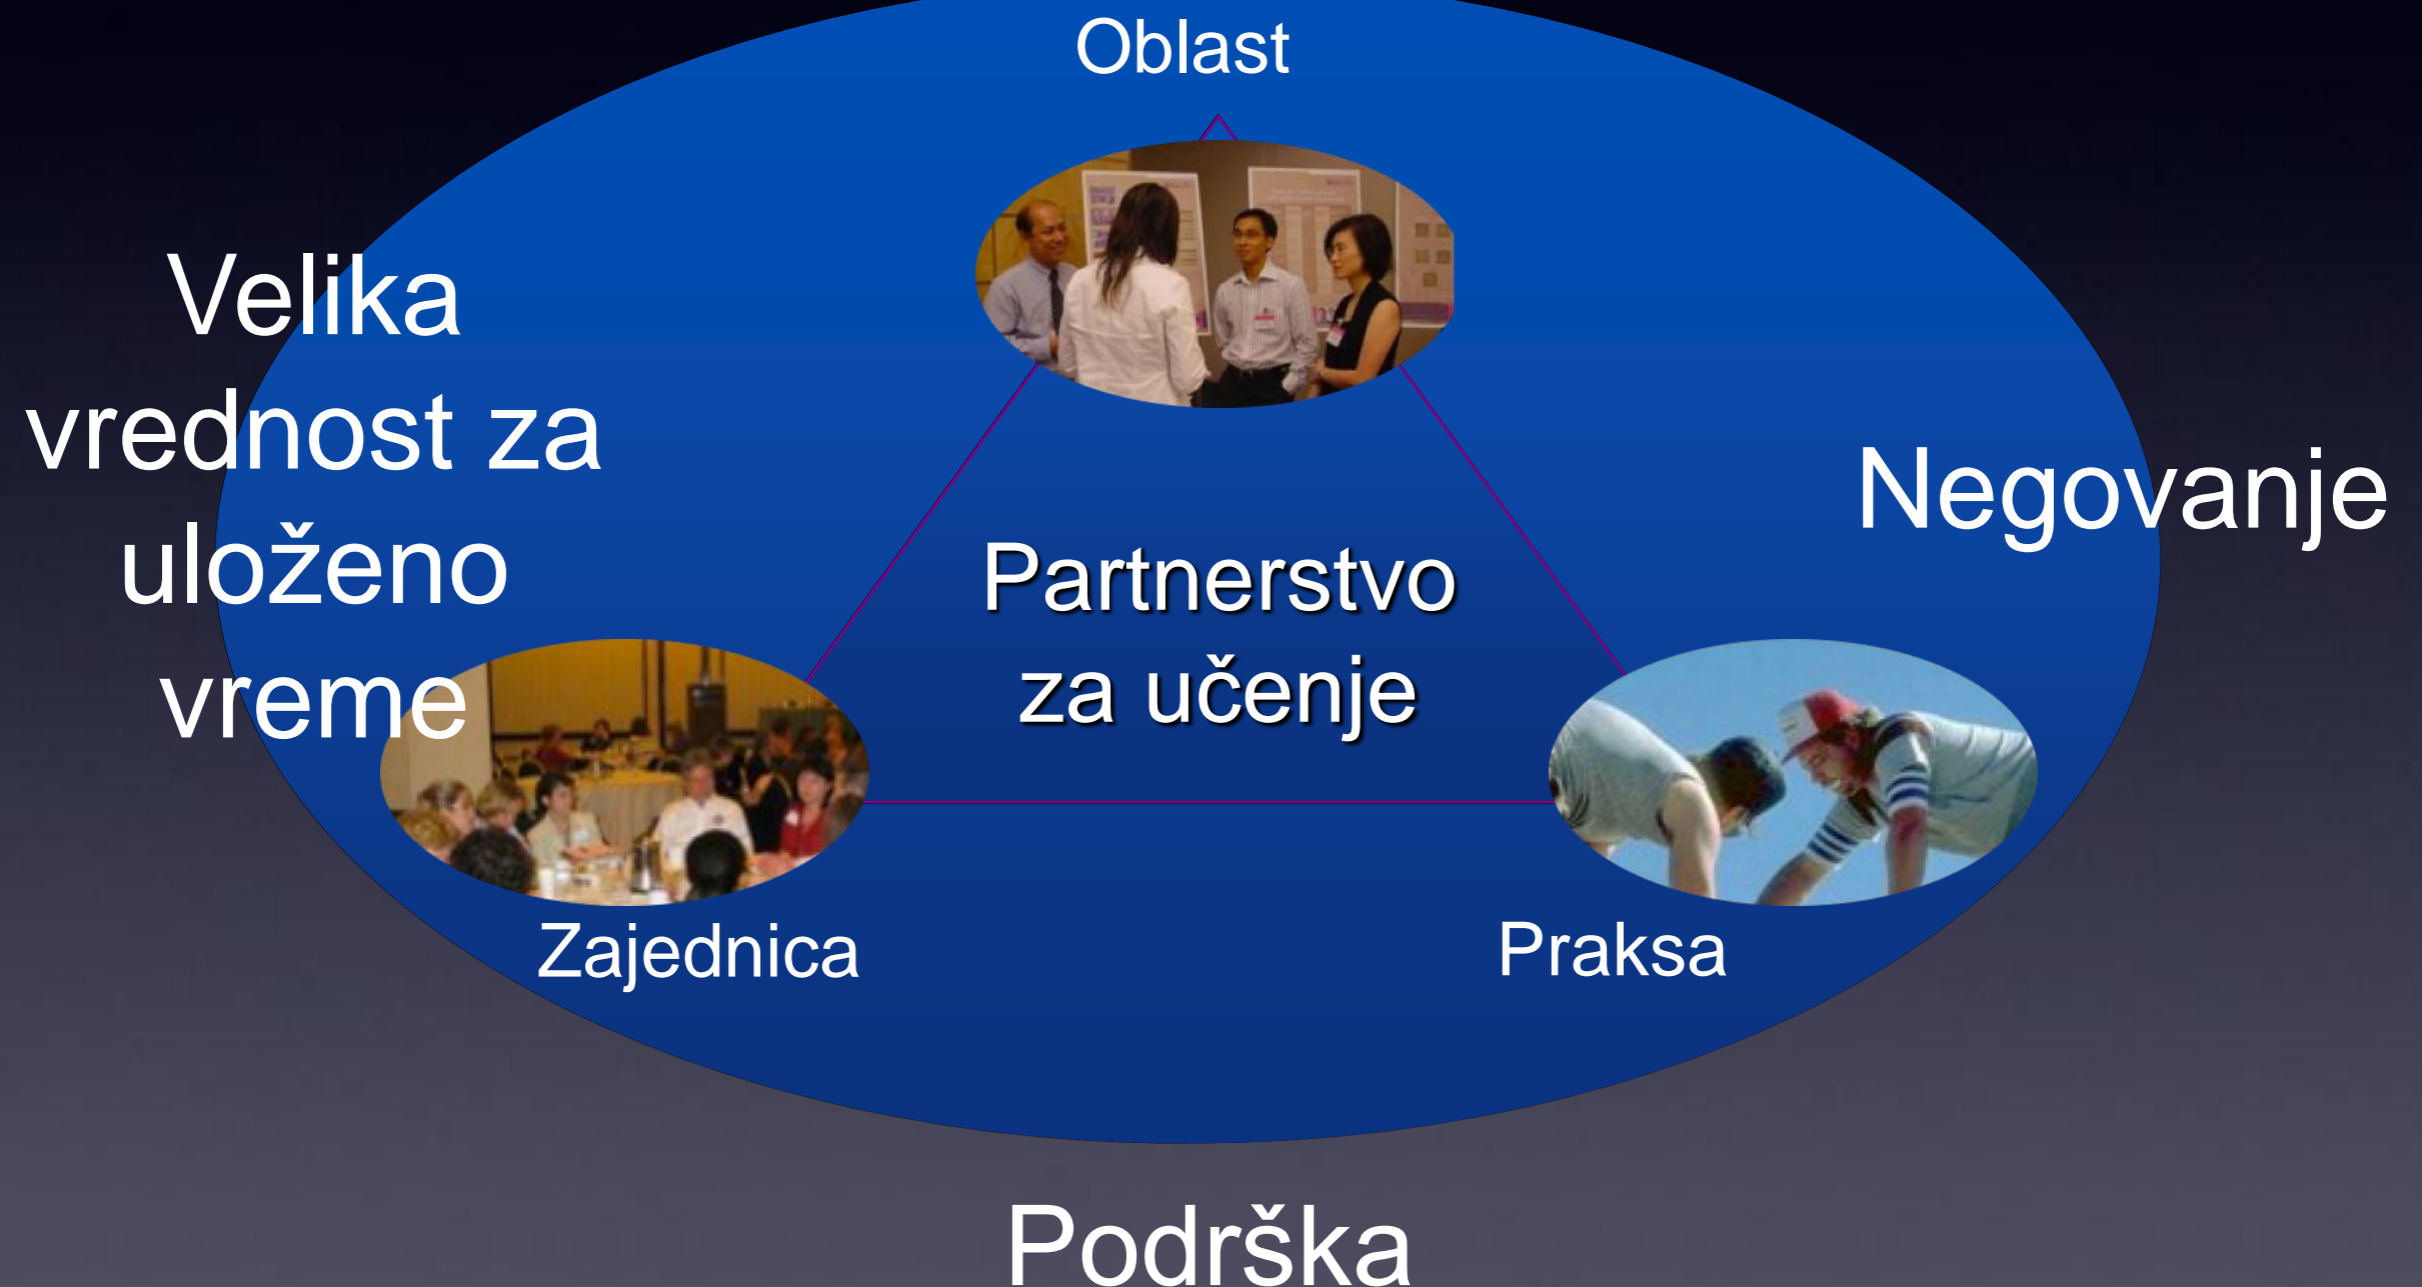 Oblast
Velika
vrednost za
uloženo
vreme
Negovanje
Partnerstvo
za učenje
Zajednica
Praksa
Podrška